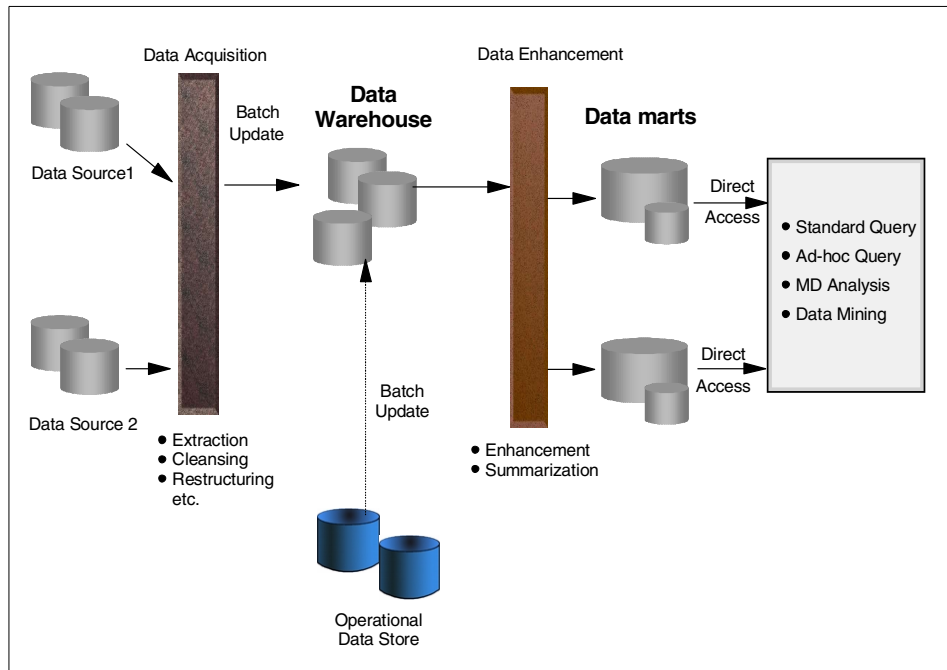 Data Acquisition
Data Source1
Data Source 2
• Extraction
• Cleansing
• Restructuring
etc.
Batch
Update
Data
Warehouse
Batch
Update
Operational
Data Store
Data Enhancement
• Enhancement
• Summarization
Data marts
Direct
Access
Direct
Access
• Standard Query
• Ad-hoc Query
• MD Analysis
• Data Mining